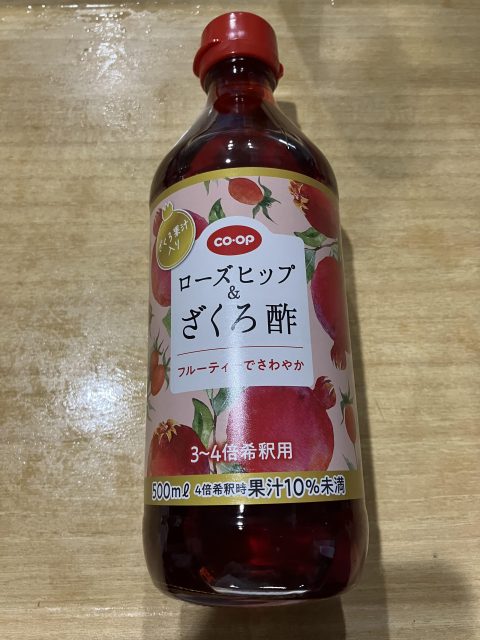 ざくろ果汁
入り
CO·OP
ローズヒップ
&
ざくろ酢
フルーティーでさわやか
3~4倍希釈用
500ml 4倍希釈時 果汁10%未満